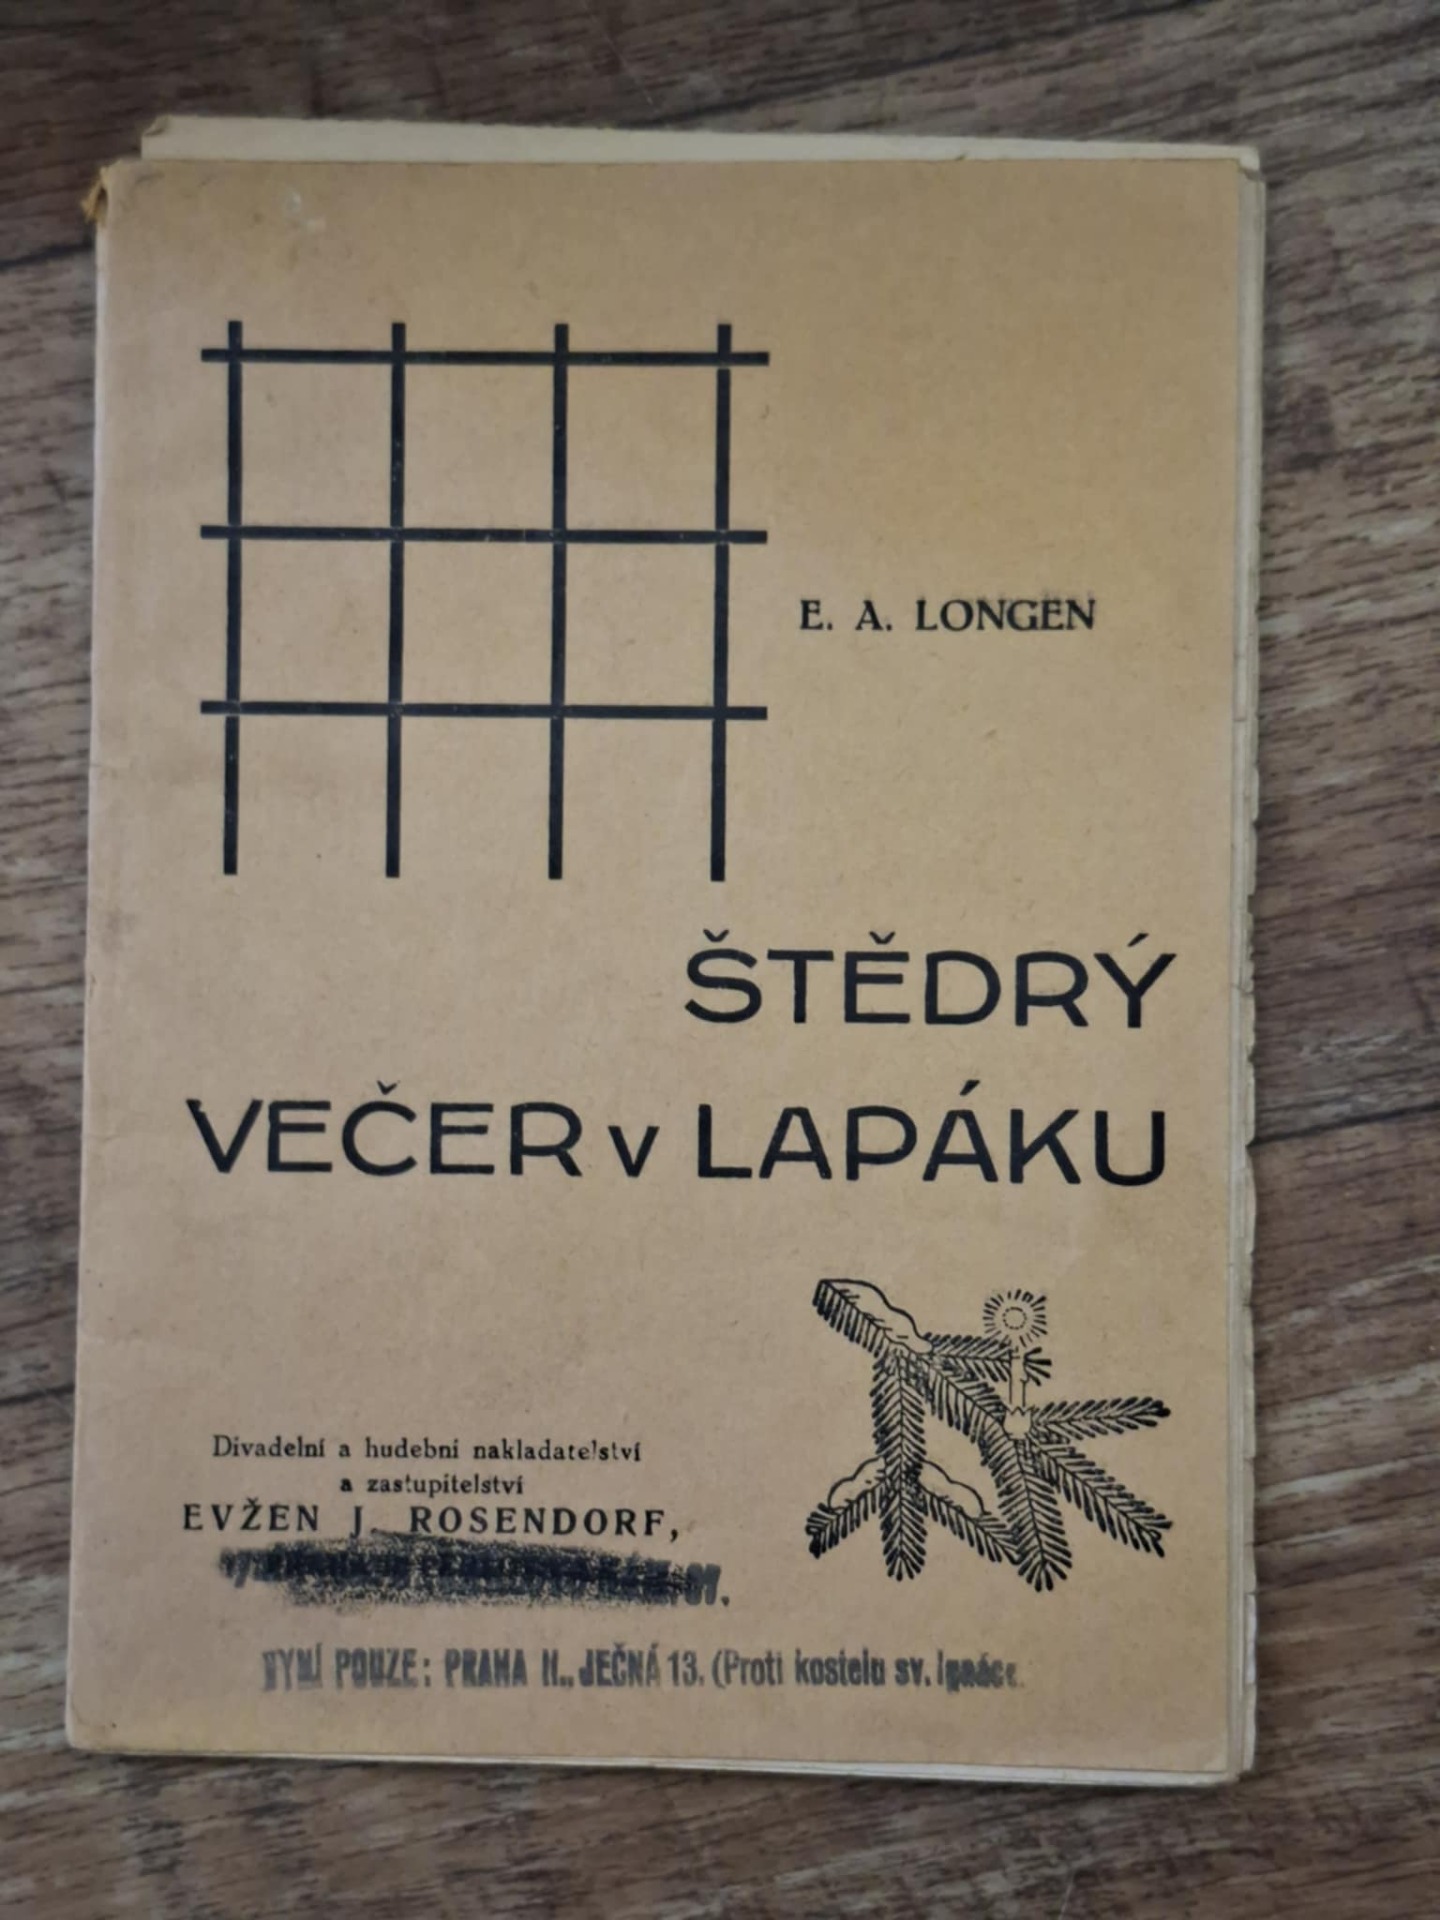 E. A. LONGEN
ŠTĚDRÝ
VEČER v LAPÁKU
Divadelní a hudební nakladatelství
a zastupitelství
EVŽEN J. ROSENDORF,
NYNÍ POUZE: PRAHA II., JEČNÁ 13. (Proti kostelu sv. Ignáce